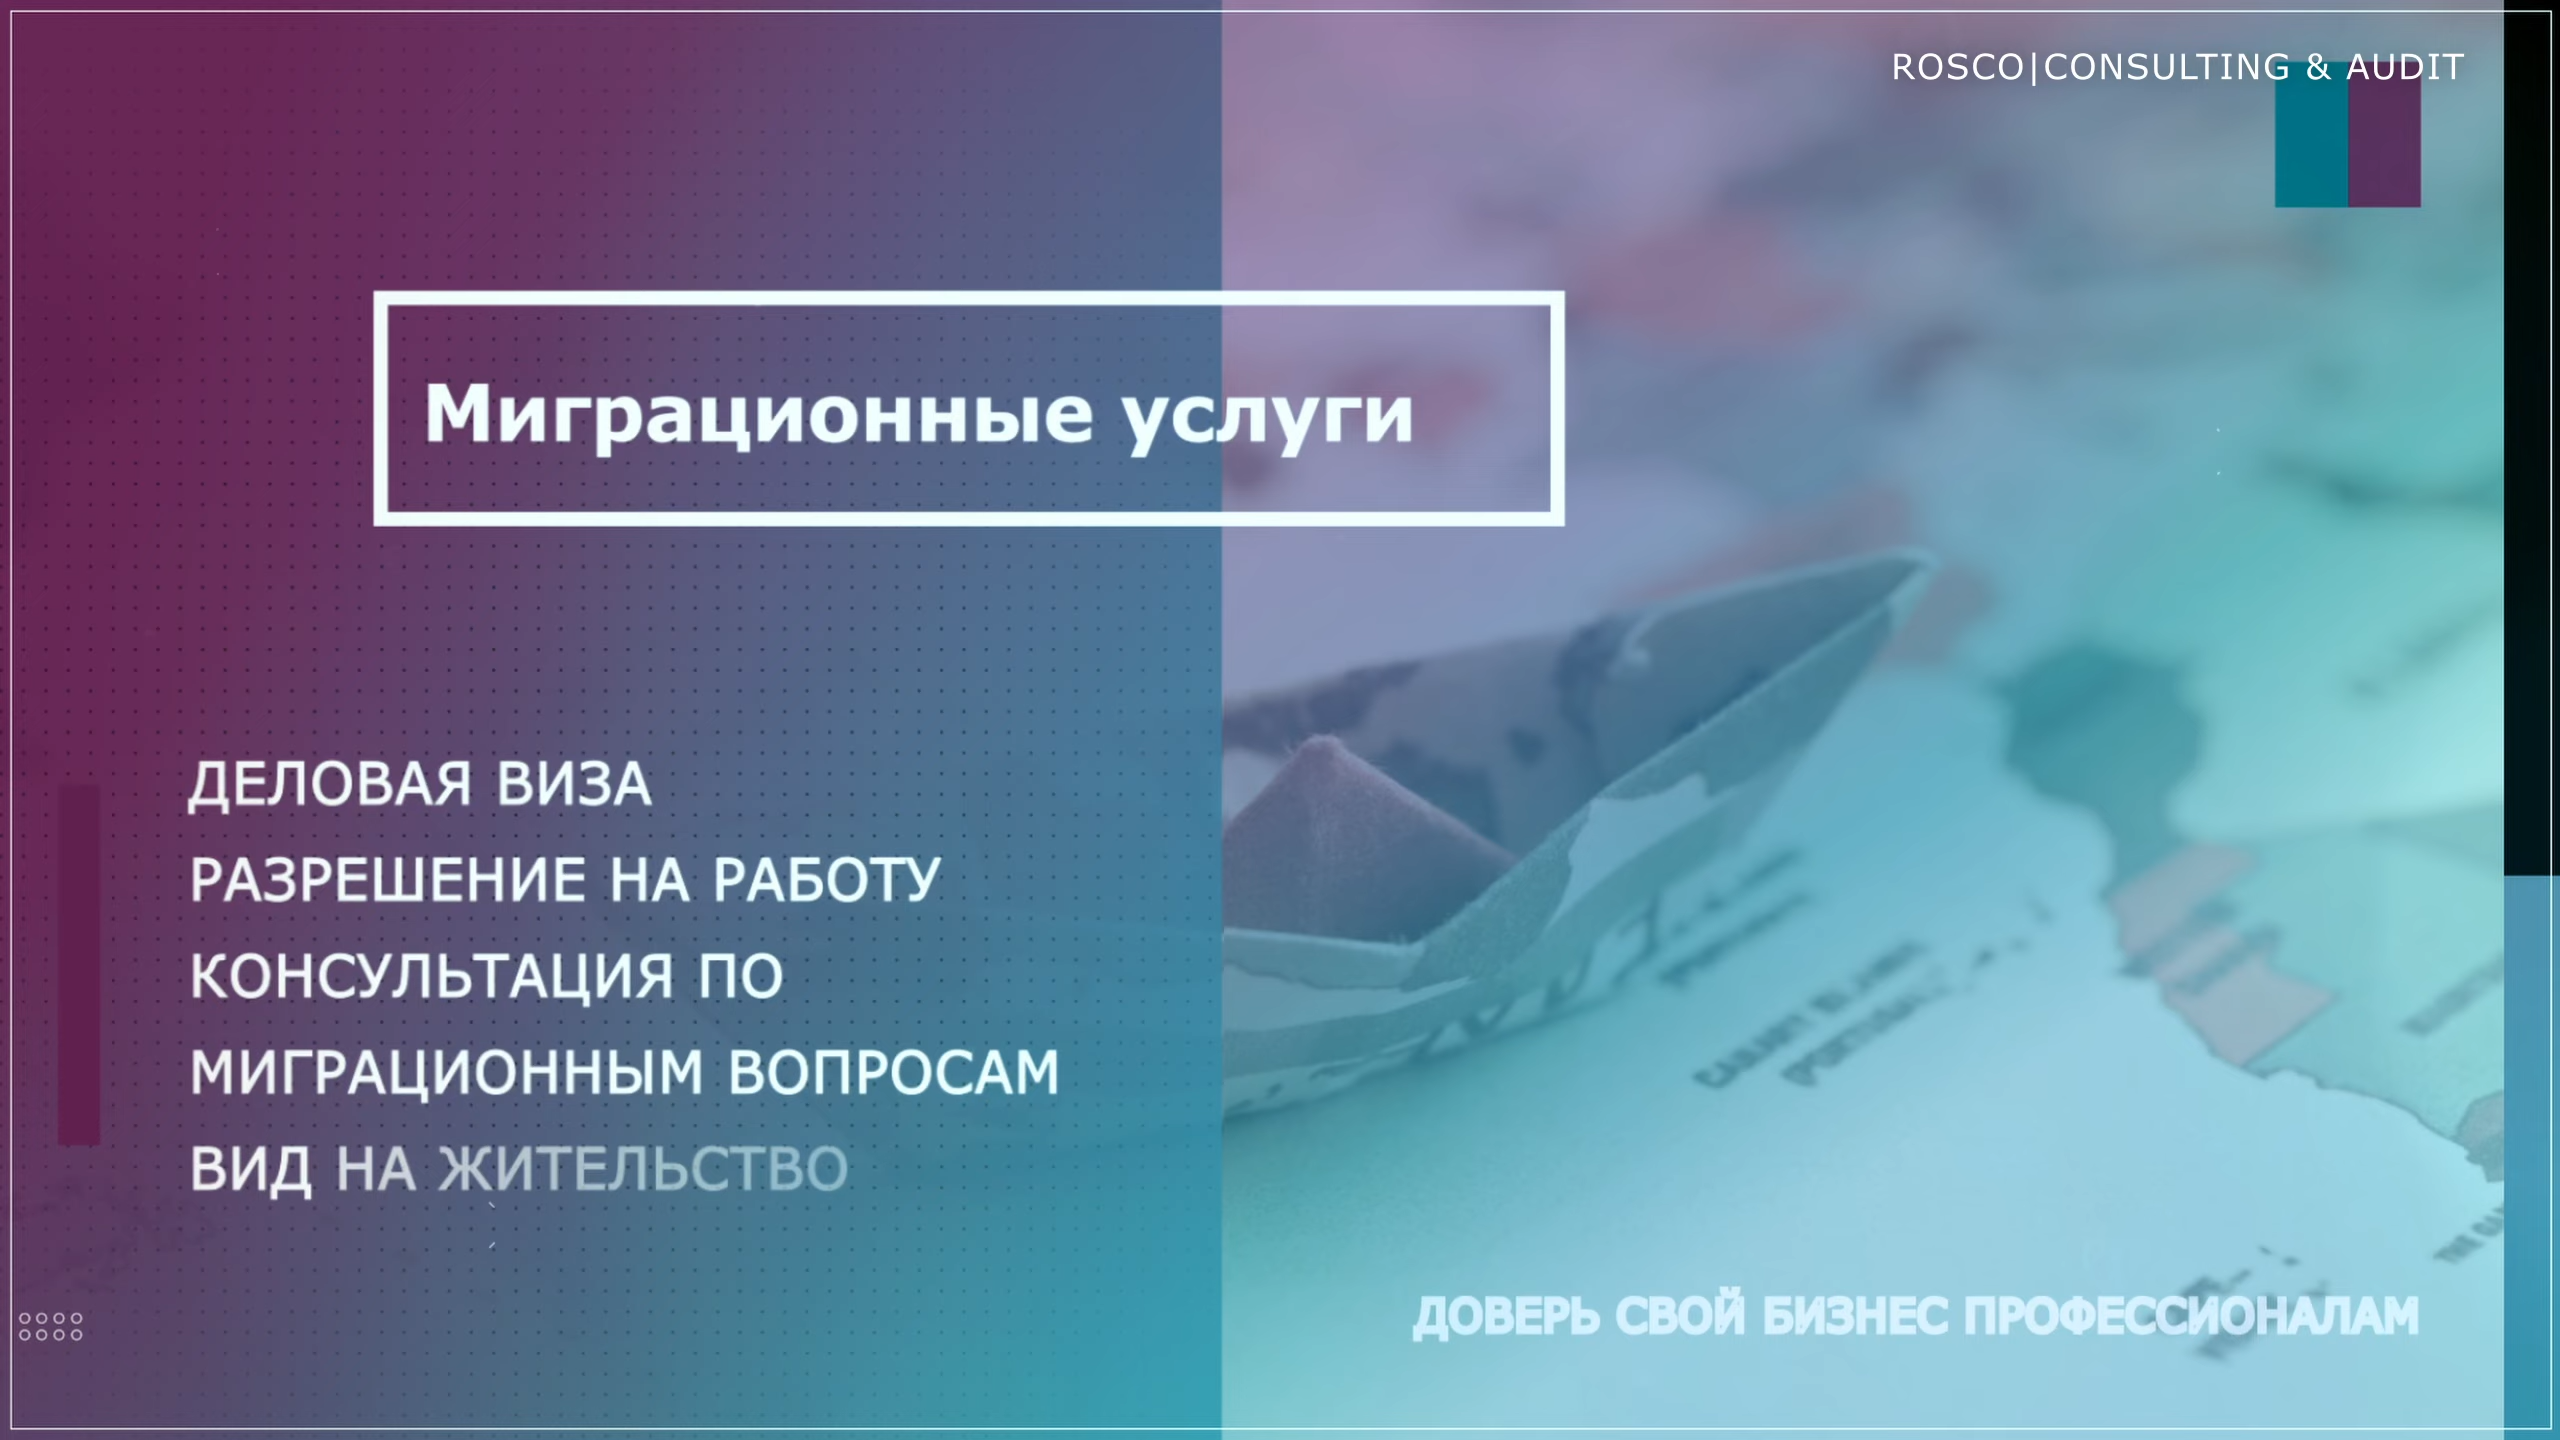 ROSCO|CONSULTING & AUDIT
Миграционные услуги
ДЕЛОВАЯ ВИЗА
РАЗРЕШЕНИЕ НА РАБОТУ
КОНСУЛЬТАЦИЯ ПО
МИГРАЦИОННЫМ ВОПРОСАМ
ВИД НА ЖИТЕЛЬСТВО
ДОВЕРЬ СВОЙ БИЗНЕС ПРОФЕССИОНАЛАМ